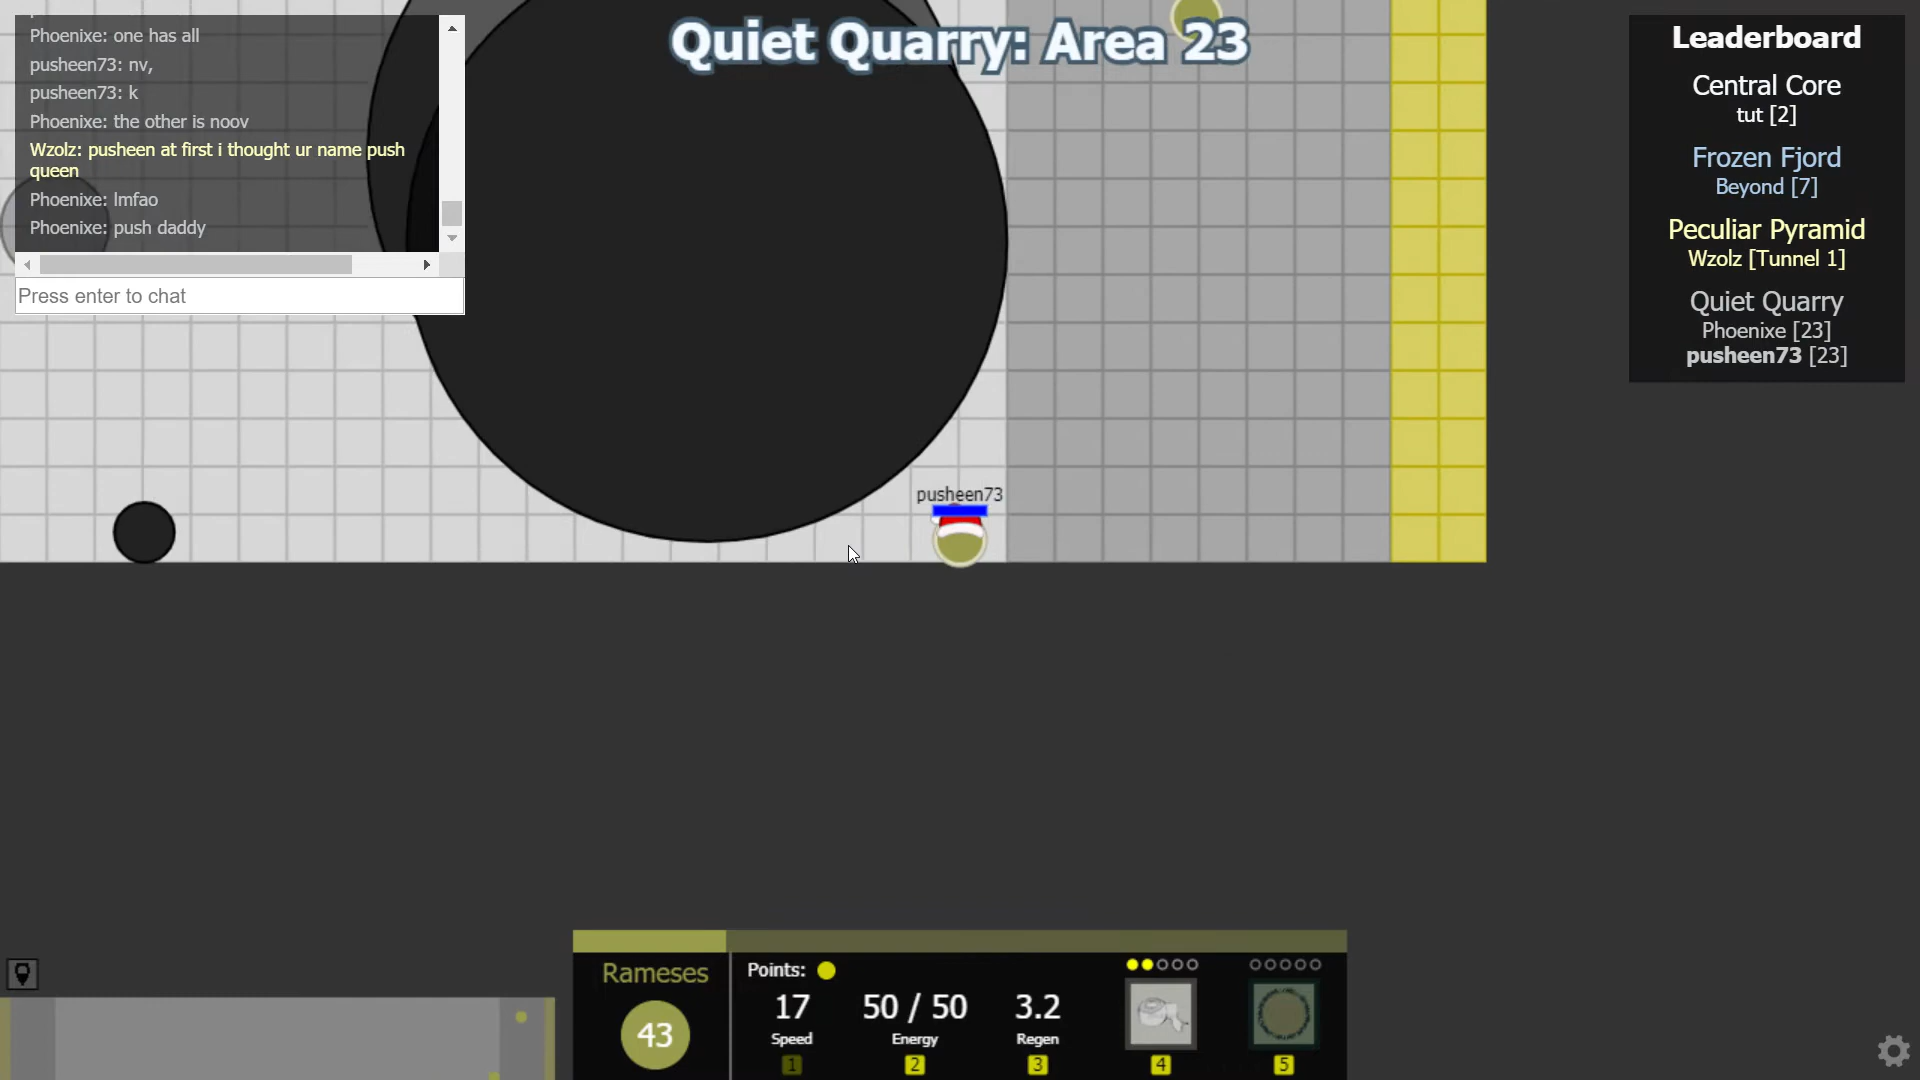 Phoenixe: one has all
pusheen73: nv,
pusheen73: k
Phoenixe: the other is noov
Wzolz: pusheen at first i thought ur name push
queen
Phoenixe: lmfao
Phoenixe: push daddy
Press enter to chat
Quiet Quarry: Area 23
Leaderboard
Central Core
tut [2]
Frozen Fjord
Beyond [7]
Peculiar Pyramid
Wzolz [Tunnel 1]
Quiet Quarry
Phoenixe [23]
pusheen73 [23]
pusheen73
Rameses
43
Points:
17
Speed
1
50 / 50
Energy
2
3.2
Regen
3
4
5